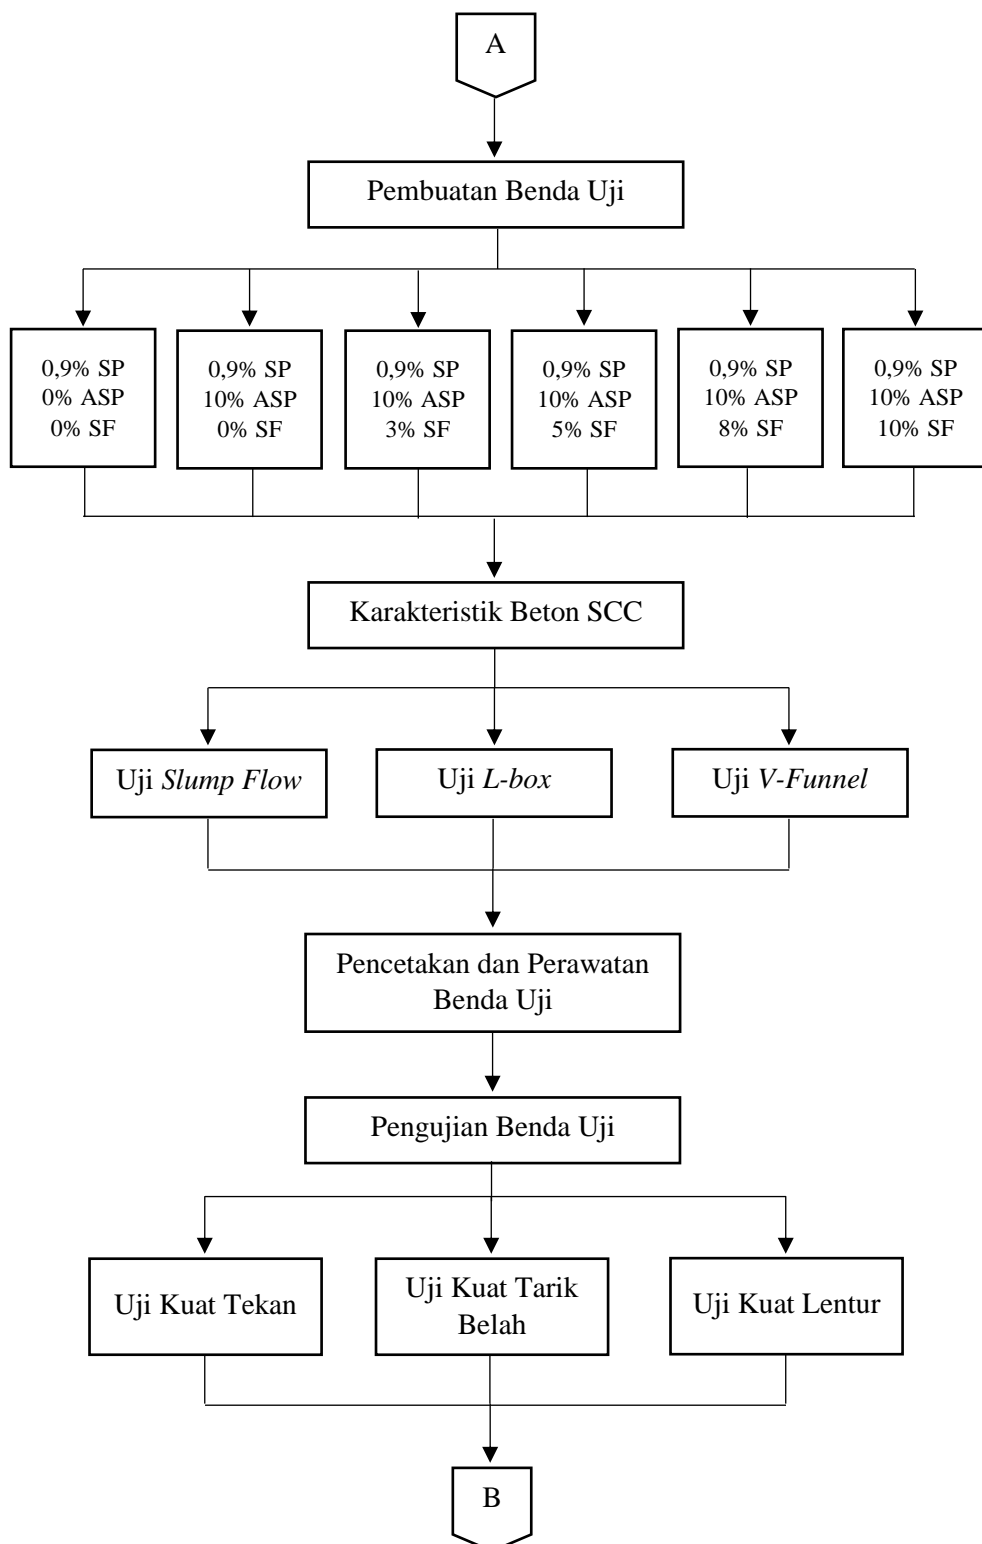 A
Pembuatan Benda Uji
0,9% SP
0% ASP
0% SF
0,9% SP
10% ASP
0% SF
0,9% SP
10% ASP
3% SF
0,9% SP
10% ASP
5% SF
0,9% SP
10% ASP
8% SF
0,9% SP
10% ASP
10% SF
Karakteristik Beton SCC
Uji Slump Flow
Uji L-box
Uji V-Funnel
Pencetakan dan Perawatan
Benda Uji
Pengujian Benda Uji
Uji Kuat Tekan
Uji Kuat Tarik
Belah
Uji Kuat Lentur
B